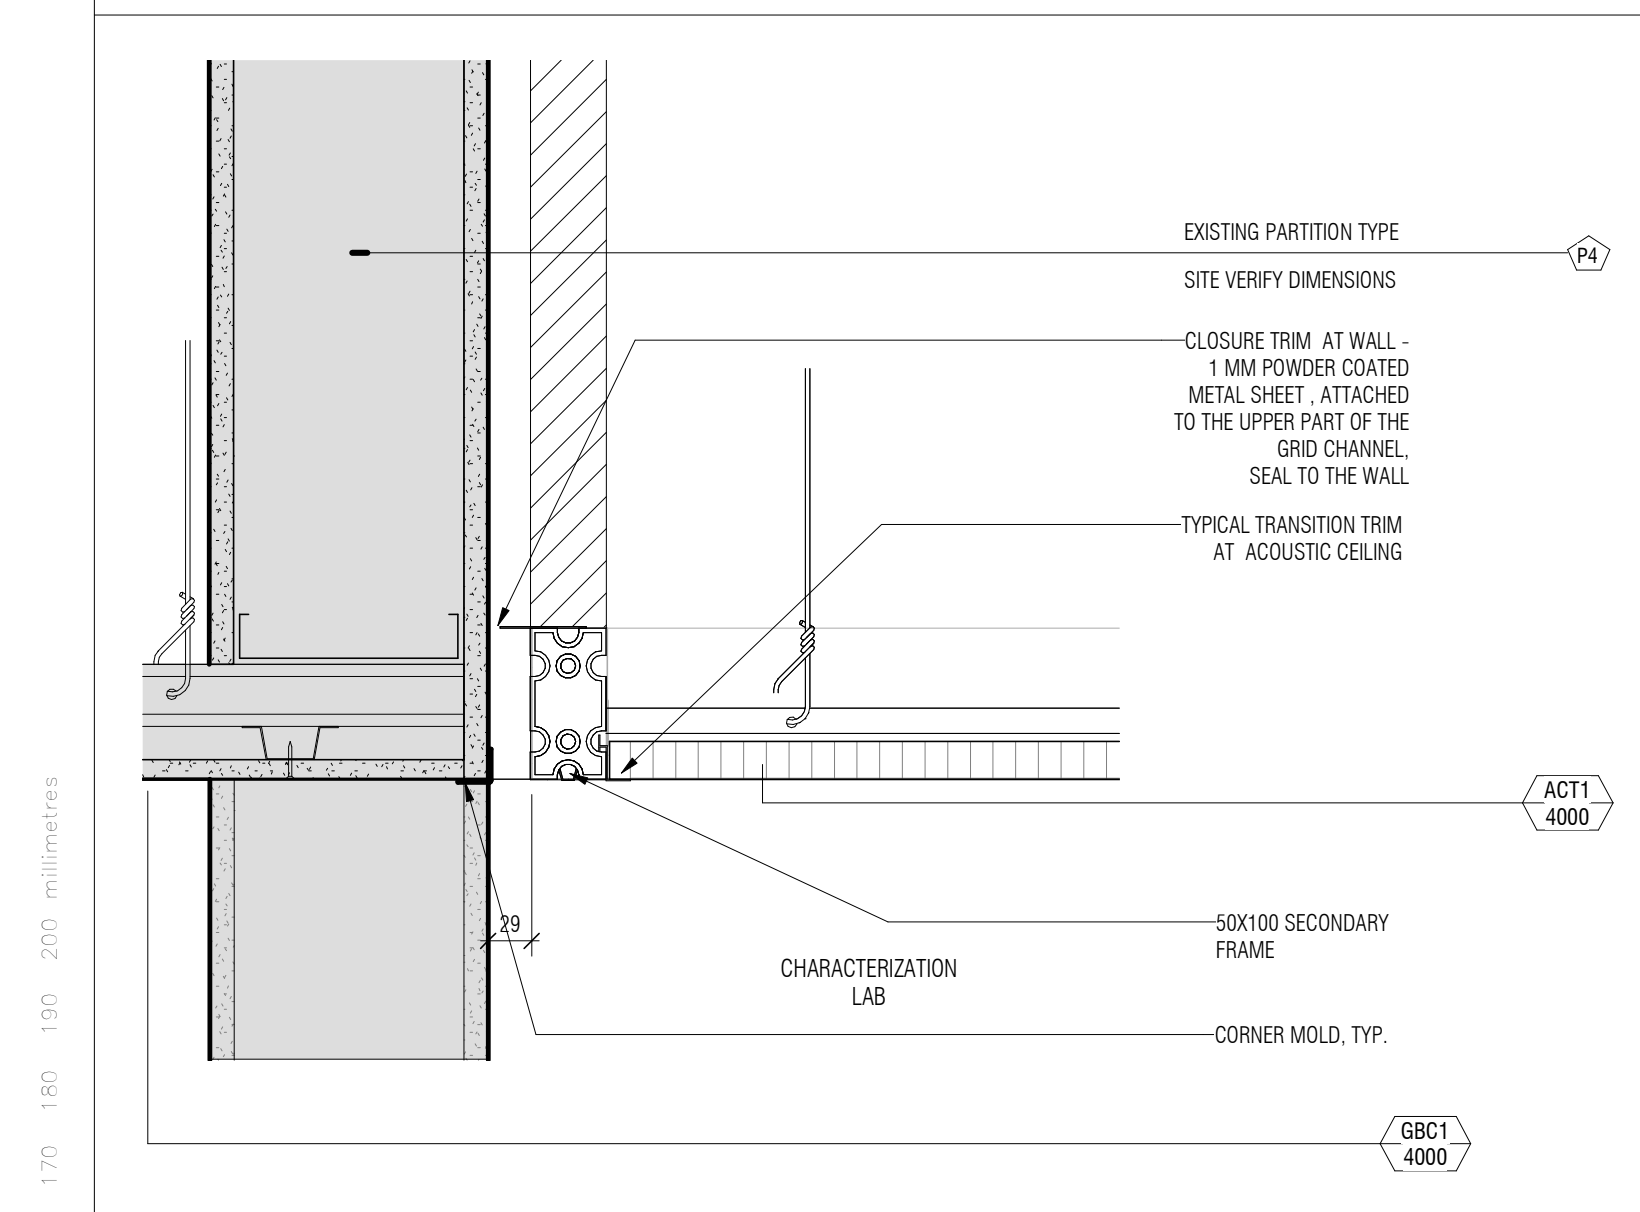 EXISTING PARTITION TYPE
P4
SITE VERIFY DIMENSIONS
CLOSURE TRIM AT WALL -
1 MM POWDER COATED
METAL SHEET , ATTACHED
TO THE UPPER PART OF THE
GRID CHANNEL,
SEAL TO THE WALL
TYPICAL TRANSITION TRIM
AT ACOUSTIC CEILING
ACT1
4000
50X100 SECONDARY
FRAME
29
CHARACTERIZATION
LAB
CORNER MOLD, TYP.
GBC1
4000
170 180 190 200 millimetres